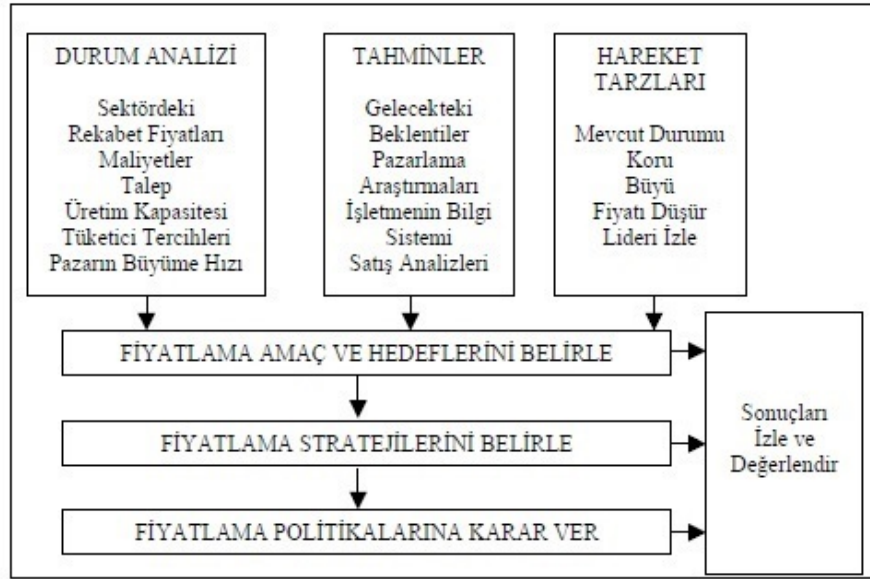 DURUM ANALİZİ
Sektördeki
Rekabet Fiyatları
Maliyetler
Talep
Üretim Kapasitesi
Tüketici Tercihleri
Pazarın Büyüme Hızı
TAHMİNLER
Gelecekteki
Beklentiler
Pazarlama
Araştırmaları
İşletmenin Bilgi
Sistemi
Satış Analizleri
HAREKET
TARZLARI
Mevcut Durumu
Koru
Büyü
Fiyatı Düşür
Lideri İzle
FİYATLAMA AMAÇ VE HEDEFLERİNİ BELİRLE
FİYATLAMA STRATEJİLERİNİ BELİRLE
FİYATLAMA POLİTİKALARINA KARAR VER
Sonuçları
İzle ve
Değerlendir